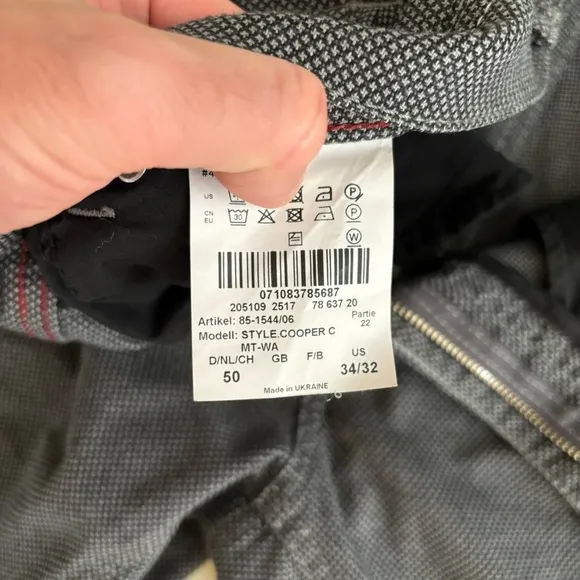 #4
US
CN
EU
30
P
P
W
071083785687
205109 2517 78 637 20
Artikel: 85-1544/06 Partie
22
Modell: STYLE.COOPER C
MT-WA
D/NL/CH GB F/B US
50 34/32
Made in UKRAINE